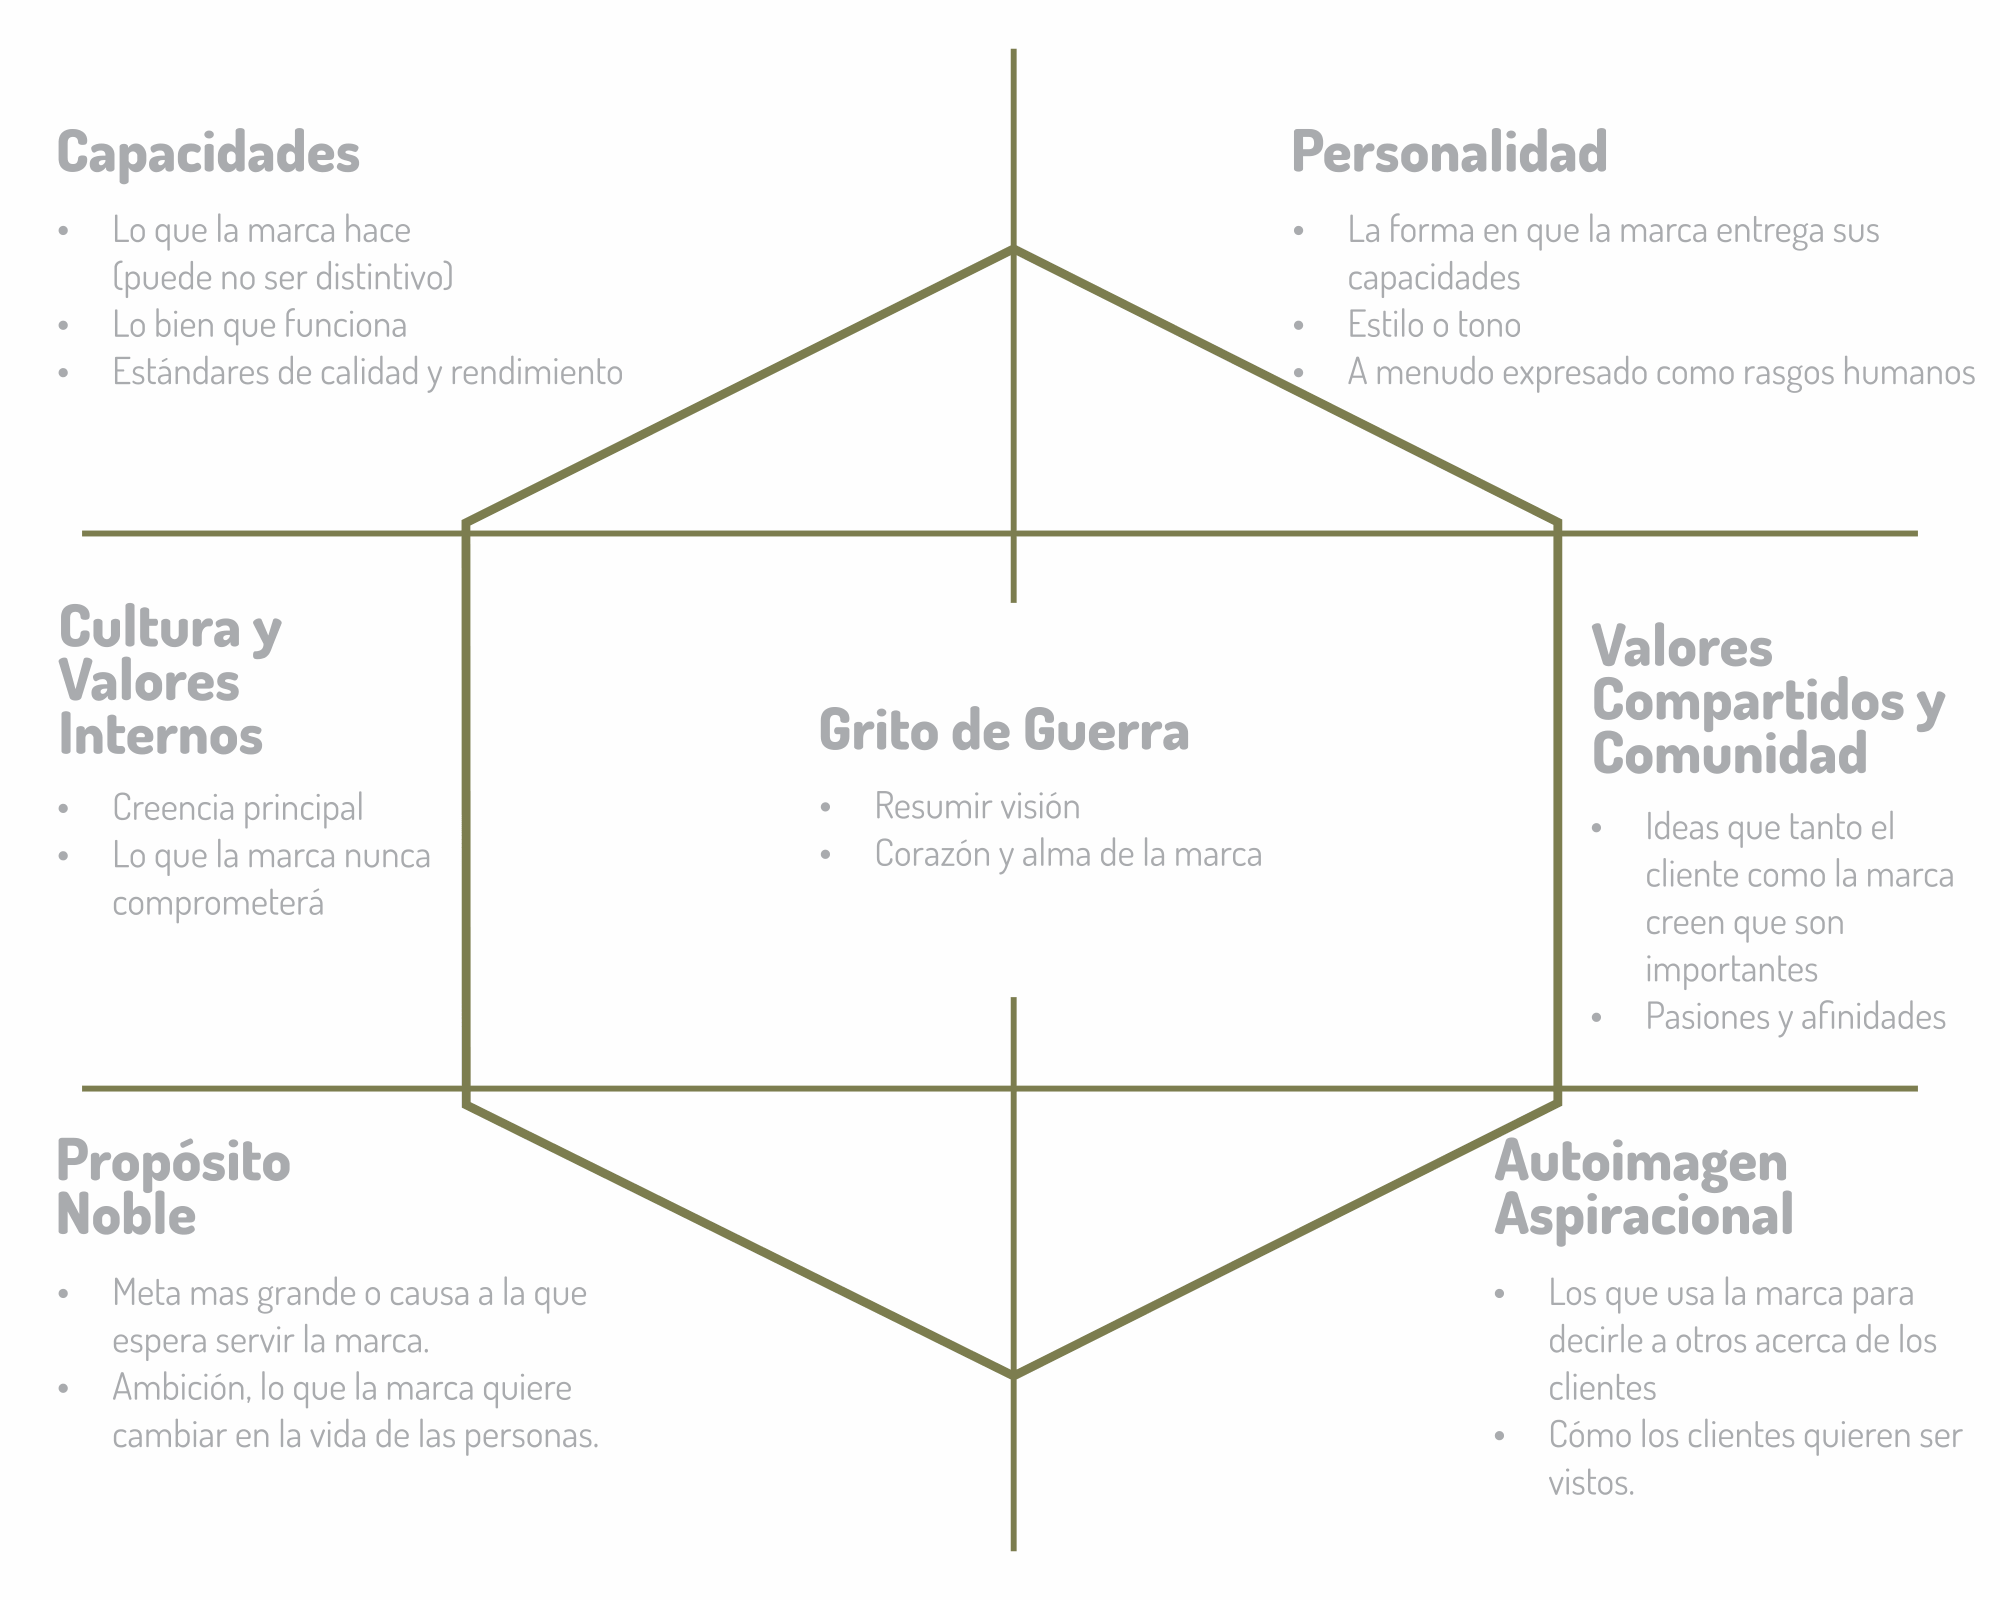 Capacidades
• Lo que la marca hace
(puede no ser distintivo)
• Lo bien que funciona
• Estándares de calidad y rendimiento
Personalidad
• La forma en que la marca entrega sus
capacidades
• Estilo o tono
• A menudo expresado como rasgos humanos
Cultura y
Valores
Internos
• Creencia principal
• Lo que la marca nunca
comprometerá
Grito de Guerra
• Resumir visión
• Corazón y alma de la marca
Valores
Compartidos y
Comunidad
• Ideas que tanto el
cliente como la marca
creen que son
importantes
• Pasiones y afinidades
Propósito
Noble
• Meta mas grande o causa a la que
espera servir la marca.
• Ambición, lo que la marca quiere
cambiar en la vida de las personas.
Autoimagen
Aspiracional
• Los que usa la marca para
decirle a otros acerca de los
clientes
• Cómo los clientes quieren ser
vistos.